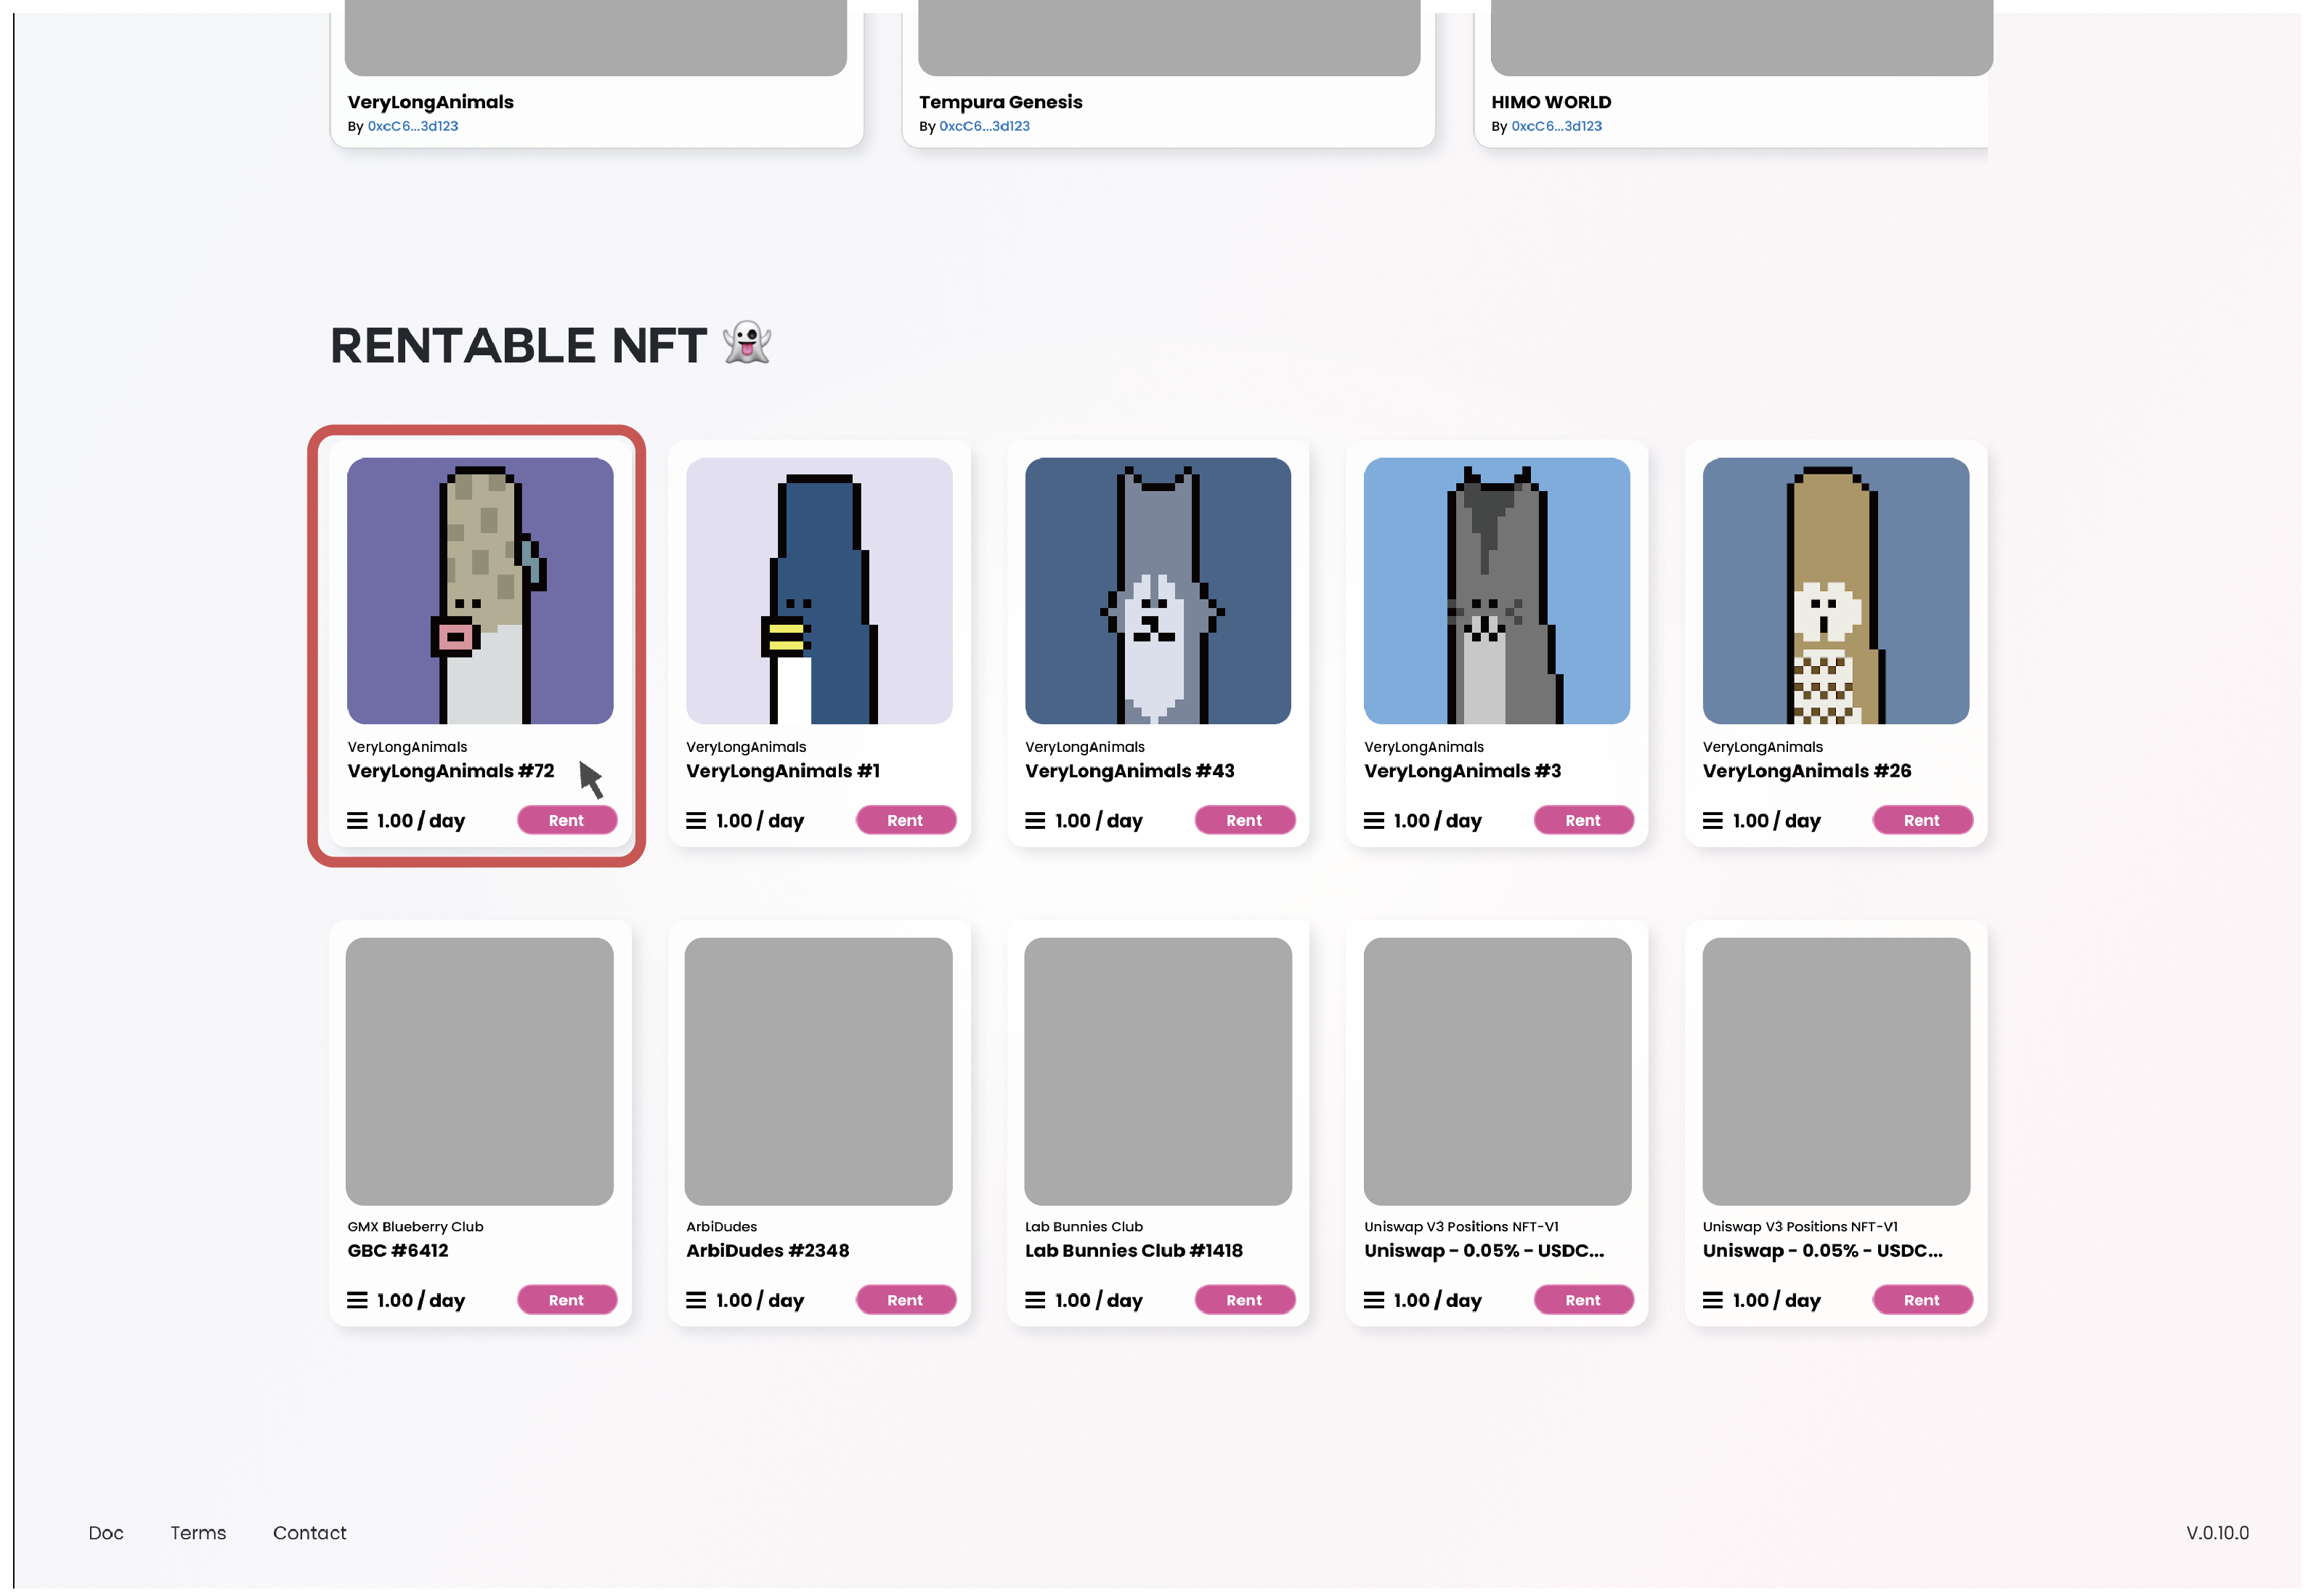 VeryLongAnimals
By 0xcC6...3d123
Tempura Genesis
By 0xcC6...3d123
HIMO WORLD
By 0xcC6...3d123
RENTABLE NFT 👻
VeryLongAnimals
VeryLongAnimals #72
1.00 / day
Rent
VeryLongAnimals
VeryLongAnimals #1
1.00 / day
Rent
VeryLongAnimals
VeryLongAnimals #43
1.00 / day
Rent
VeryLongAnimals
VeryLongAnimals #3
1.00 / day
Rent
VeryLongAnimals
VeryLongAnimals #26
1.00 / day
Rent
GMX Blueberry Club
GBC #6412
1.00 / day
Rent
ArbiDudes
ArbiDudes #2348
1.00 / day
Rent
Lab Bunnies Club
Lab Bunnies Club #1418
1.00 / day
Rent
Uniswap V3 Positions NFT-V1
Uniswap - 0.05% - USDC...
1.00 / day
Rent
Uniswap V3 Positions NFT-V1
Uniswap - 0.05% - USDC...
1.00 / day
Rent
Doc
Terms
Contact
V.0.10.0